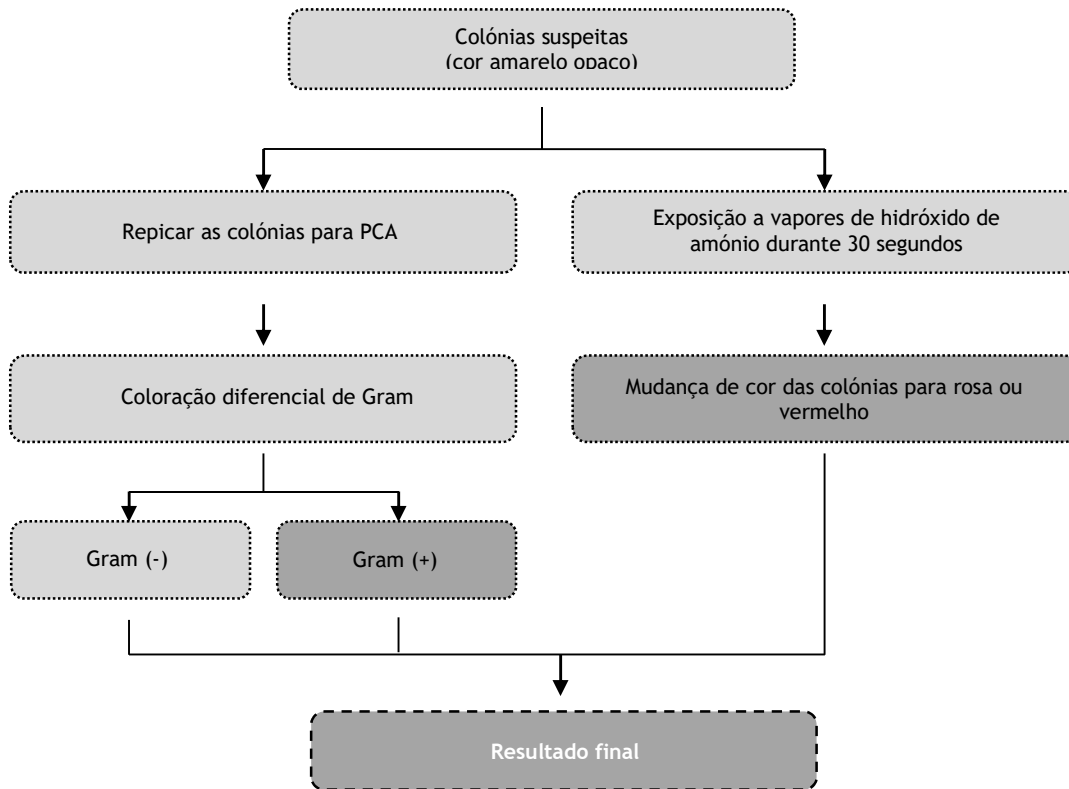 Colónias suspeitas
(cor amarelo opaco)
Repicar as colónias para PCA
Exposição a vapores de hidróxido de
amónio durante 30 segundos
Coloração diferencial de Gram
Mudança de cor das colónias para rosa ou
vermelho
Gram (-)
Gram (+)
Resultado final